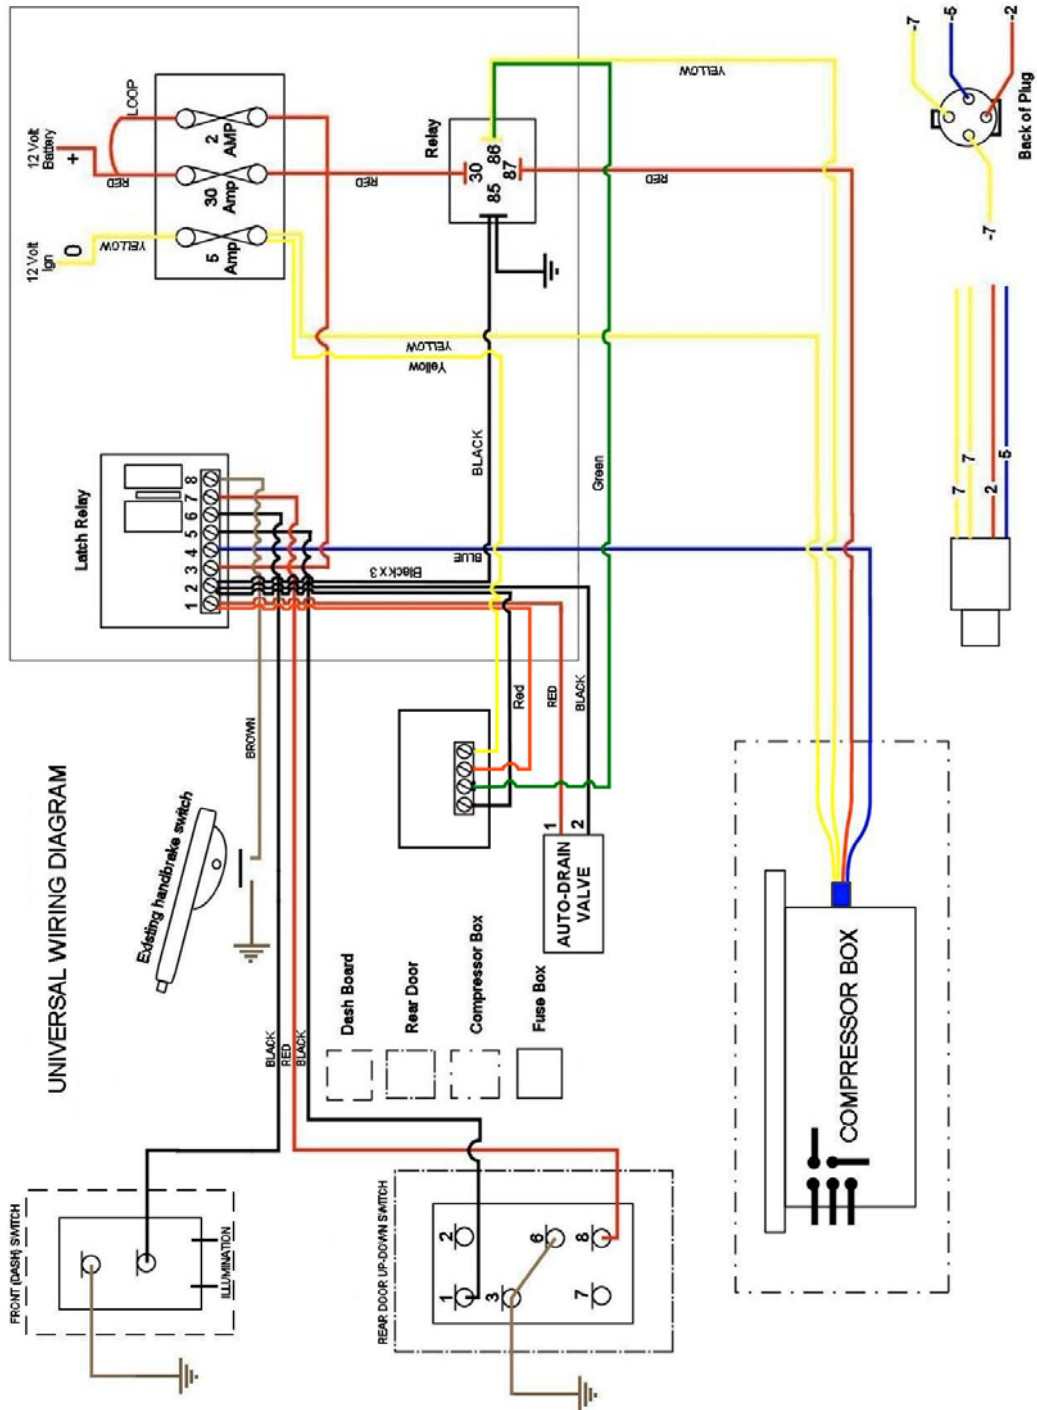 UNIVERSAL WIRING DIAGRAM
12 Volt
Battery
+
12 Volt
Ign
0
LOOP
RED
YELLOW
2
AMP
30
Amp
5
Amp
RED
Relay
30
86
87
85
YELLOW
RED
YELLOW
Yellow
BLACK
Green
BLUE
Black x 3
Latch Relay
1
2
3
4
5
6
7
8
BROWN
Existing handbrake switch
Red
RED
BLACK
1
2
AUTO-DRAIN
VALVE
Dash Board
Rear Door
Compressor Box
Fuse Box
BLACK
RED
BLACK
FRONT (DASH) SWITCH
ILLUMINATION
REAR DOOR UP-DOWN SWITCH
1
2
3
6
7
8
COMPRESSOR BOX
-7
-5
-2
-7
Back of Plug
7
7
2
5